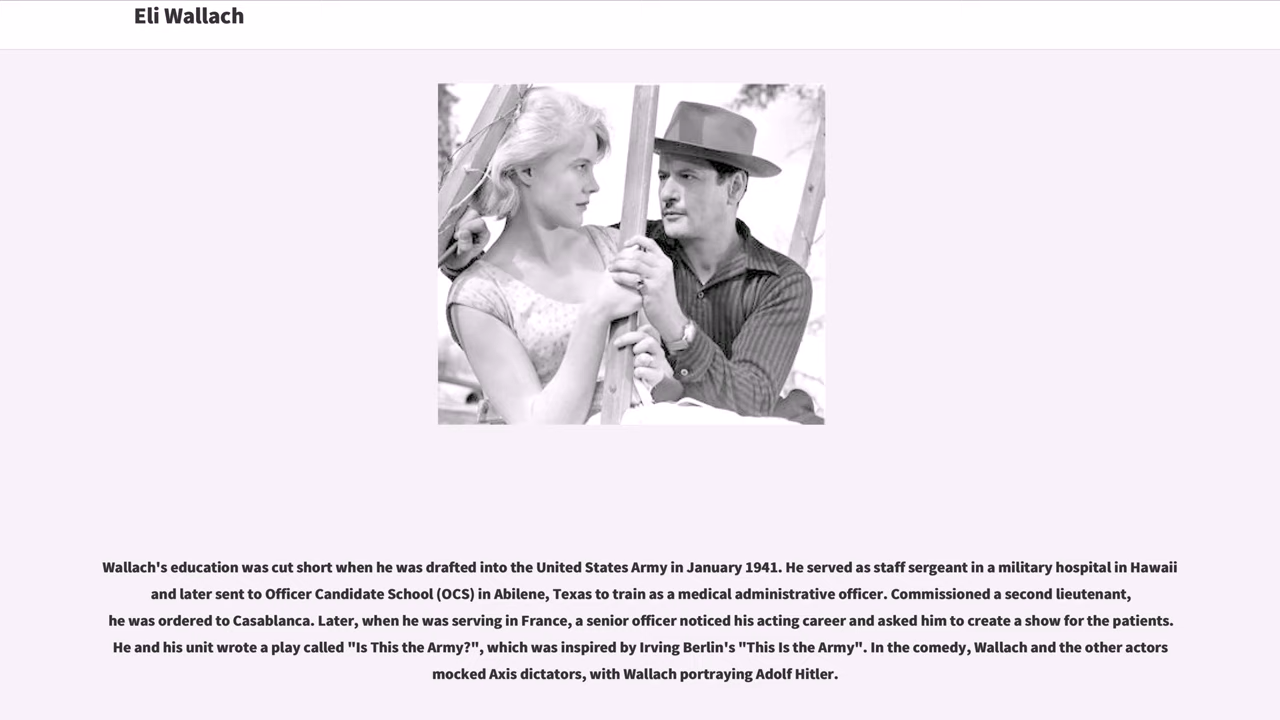 Eli Wallach
Wallach's education was cut short when he was drafted into the United States Army in January 1941. He served as staff sergeant in a military hospital in Hawaii
and later sent to Officer Candidate School (OCS) in Abilene, Texas to train as a medical administrative officer. Commissioned a second lieutenant,
he was ordered to Casablanca. Later, when he was serving in France, a senior officer noticed his acting career and asked him to create a show for the patients.
He and his unit wrote a play called "Is This the Army?", which was inspired by Irving Berlin's "This Is the Army". In the comedy, Wallach and the other actors
mocked Axis dictators, with Wallach portraying Adolf Hitler.